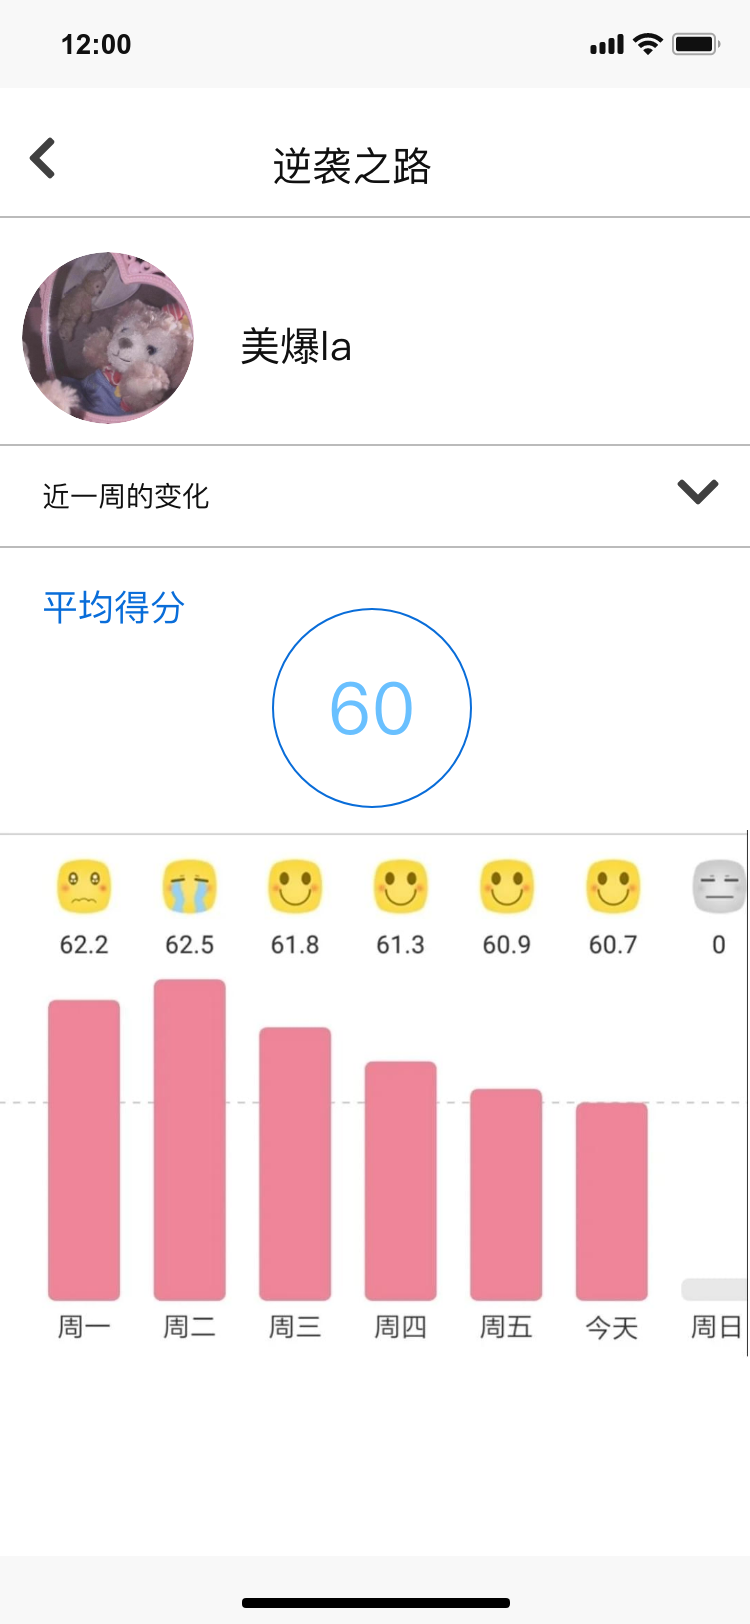 12:00
逆袭之路
美爆la
近一周的变化
平均得分
60
62.2 62.5 61.8 61.3 60.9 60.7 0
周一 周二 周三 周四 周五 今天 周日